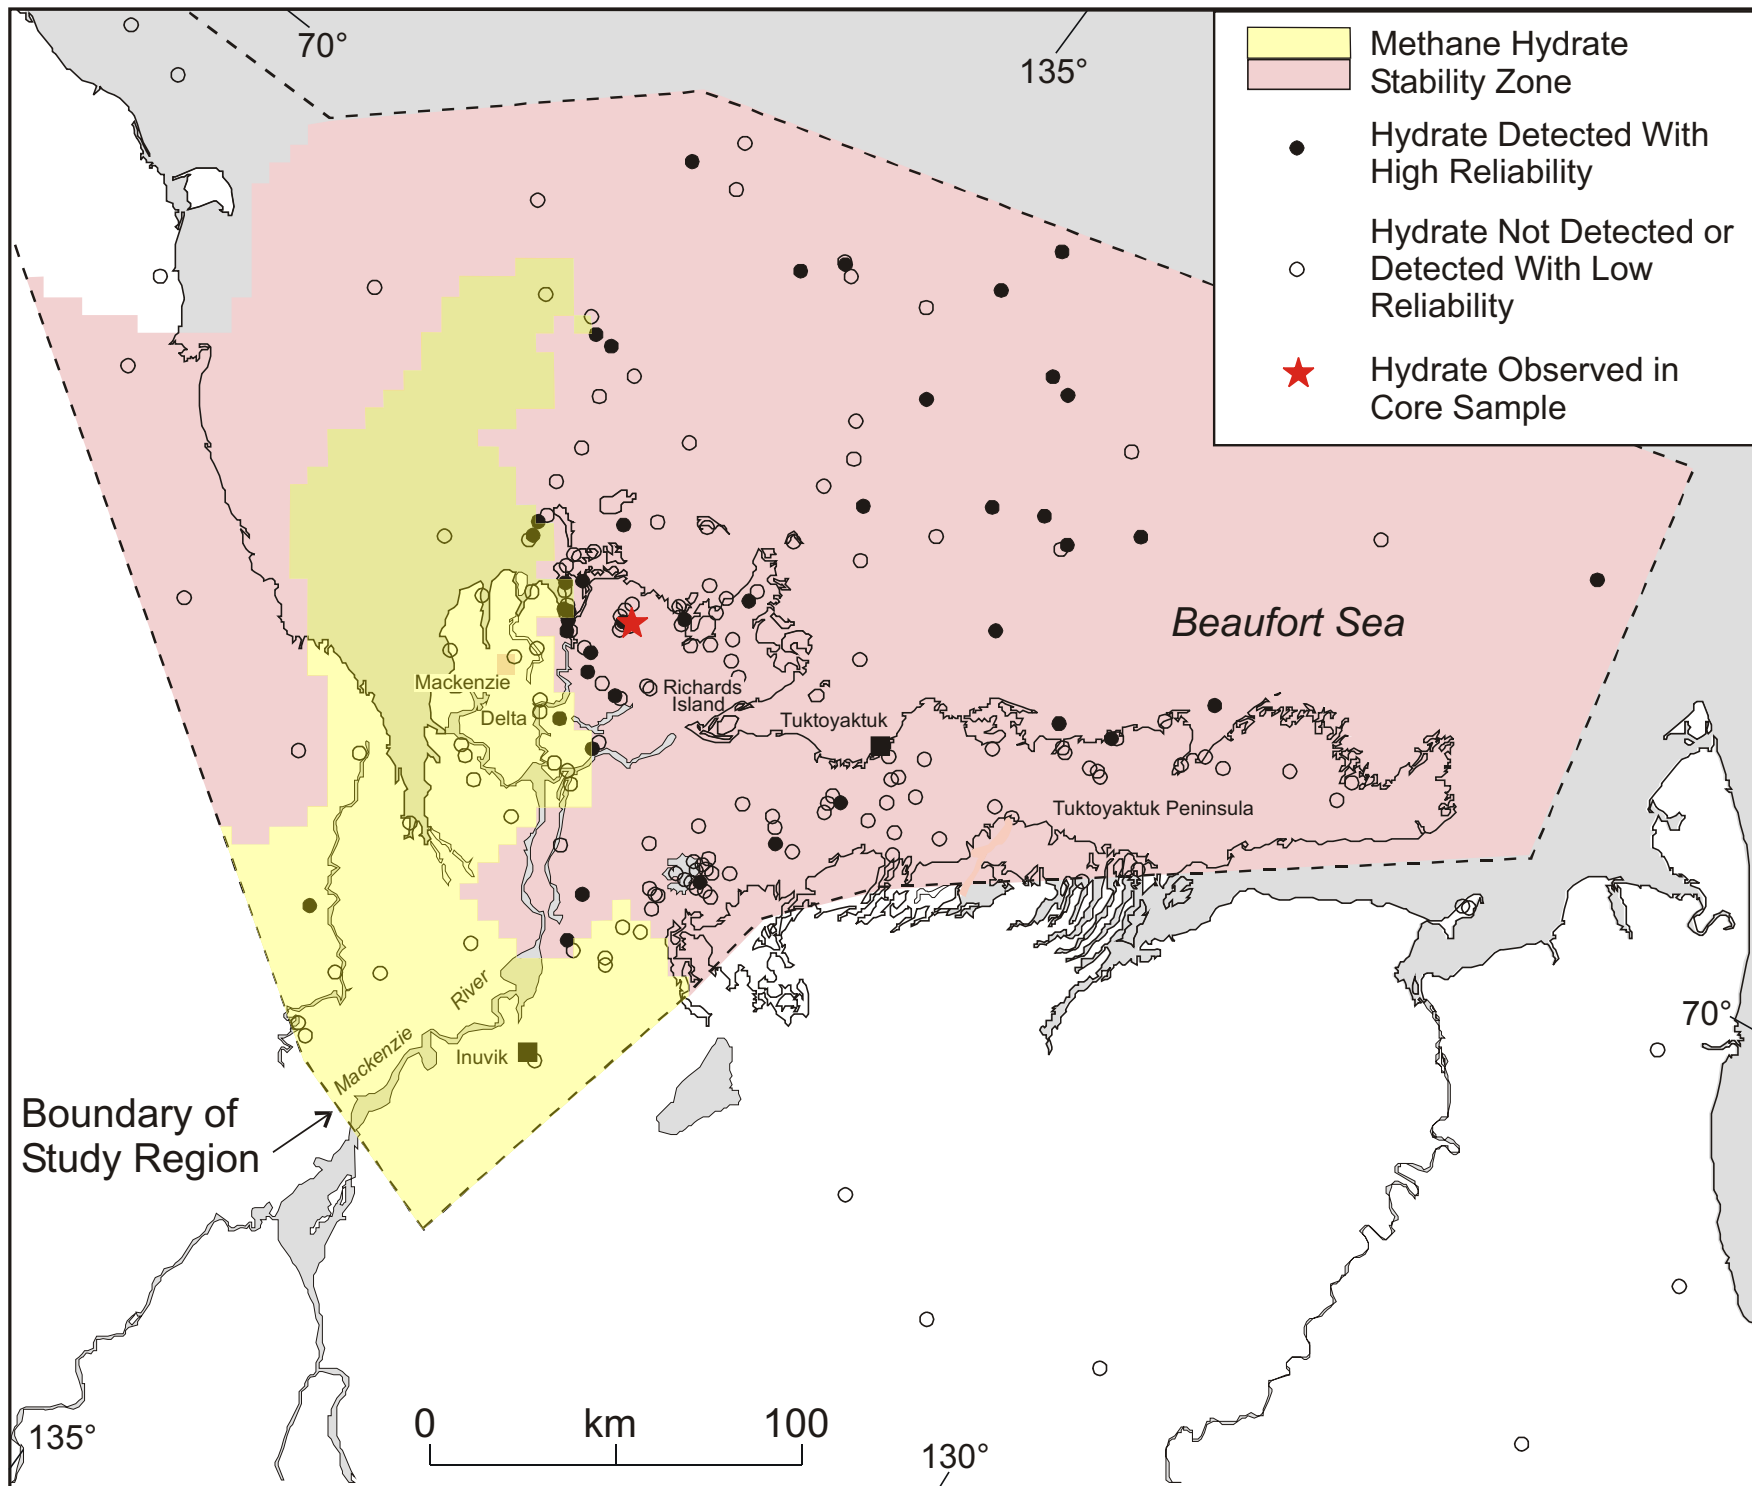 70°
135°
Methane Hydrate
Stability Zone
Hydrate Detected With
High Reliability
Hydrate Not Detected or
Detected With Low
Reliability
Hydrate Observed in
Core Sample
Beaufort Sea
Mackenzie
Delta
Richards
Island
Tuktoyaktuk
Tuktoyaktuk Peninsula
Mackenzie River
Inuvik
70°
Boundary of
Study Region
0 km 100
135°
130°